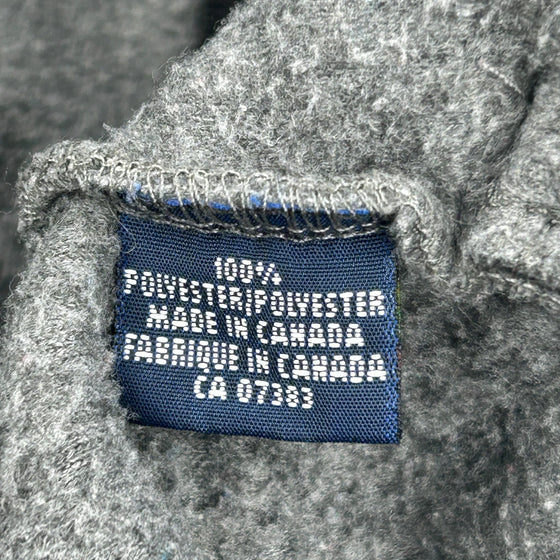 100%
POLYESTER/POLYESTER
MADE IN CANADA
FABRIQUE IN CANADA
CA 07383